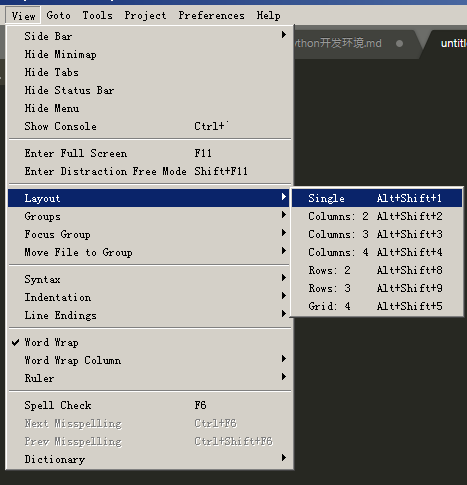 View Goto Tools Project Preferences Help
ython开发环境.md
untitl
Side Bar
Hide Minimap
Hide Tabs
Hide Status Bar
Hide Menu
Show Console Ctrl+`
Enter Full Screen F11
Enter Distraction Free Mode Shift+F11
Layout
Groups
Focus Group
Move File to Group
Syntax
Indentation
Line Endings
Word Wrap
Word Wrap Column
Ruler
Spell Check F6
Next Misspelling Ctrl+F6
Prev Misspelling Ctrl+Shift+F6
Dictionary
Single Alt+Shift+1
Columns: 2 Alt+Shift+2
Columns: 3 Alt+Shift+3
Columns: 4 Alt+Shift+4
Rows: 2 Alt+Shift+8
Rows: 3 Alt+Shift+9
Grid: 4 Alt+Shift+5